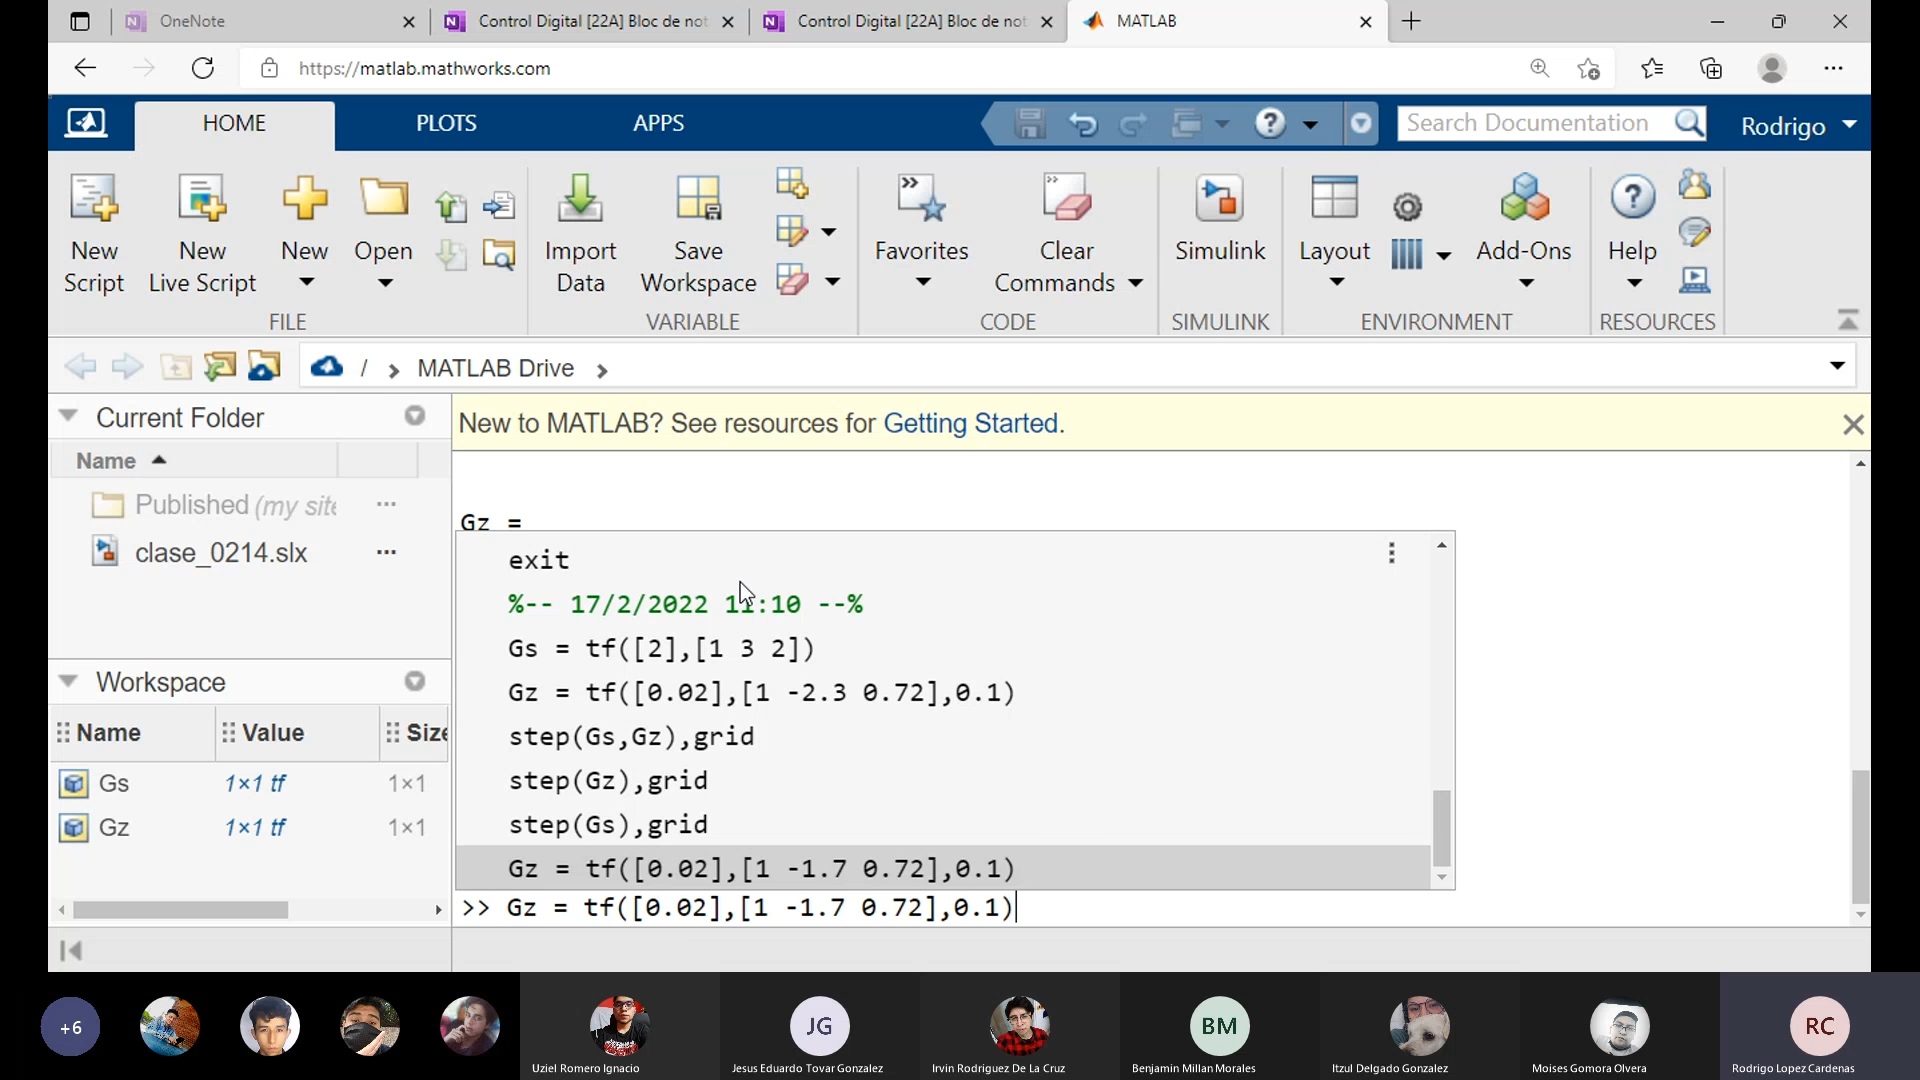 OneNote
Control Digital [22A] Bloc de not
Control Digital [22A] Bloc de not
MATLAB
https://matlab.mathworks.com
HOME
PLOTS
APPS
Search Documentation
Rodrigo
New Script
New Live Script
New
Open
Import Data
Save Workspace
Favorites
Clear Commands
Simulink
Layout
Add-Ons
Help
FILE
VARIABLE
CODE
SIMULINK
ENVIRONMENT
RESOURCES
/ › MATLAB Drive ›
Current Folder
New to MATLAB? See resources for Getting Started.
Name
Published (my site
clase_0214.slx
Workspace
Name Value Size
Gs 1×1 tf 1×1
Gz 1×1 tf 1×1
Gz =
exit
%-- 17/2/2022 11:10 --%
Gs = tf([2],[1 3 2])
Gz = tf([0.02],[1 -2.3 0.72],0.1)
step(Gs,Gz),grid
step(Gz),grid
step(Gs),grid
Gz = tf([0.02],[1 -1.7 0.72],0.1)
>> Gz = tf([0.02],[1 -1.7 0.72],0.1)
+6
JG
BM
RC
Uziel Romero Ignacio
Jesus Eduardo Tovar Gonzalez
Irvin Rodriguez De La Cruz
Benjamin Millan Morales
Itzul Delgado Gonzalez
Moises Gomora Olvera
Rodrigo Lopez Cardenas